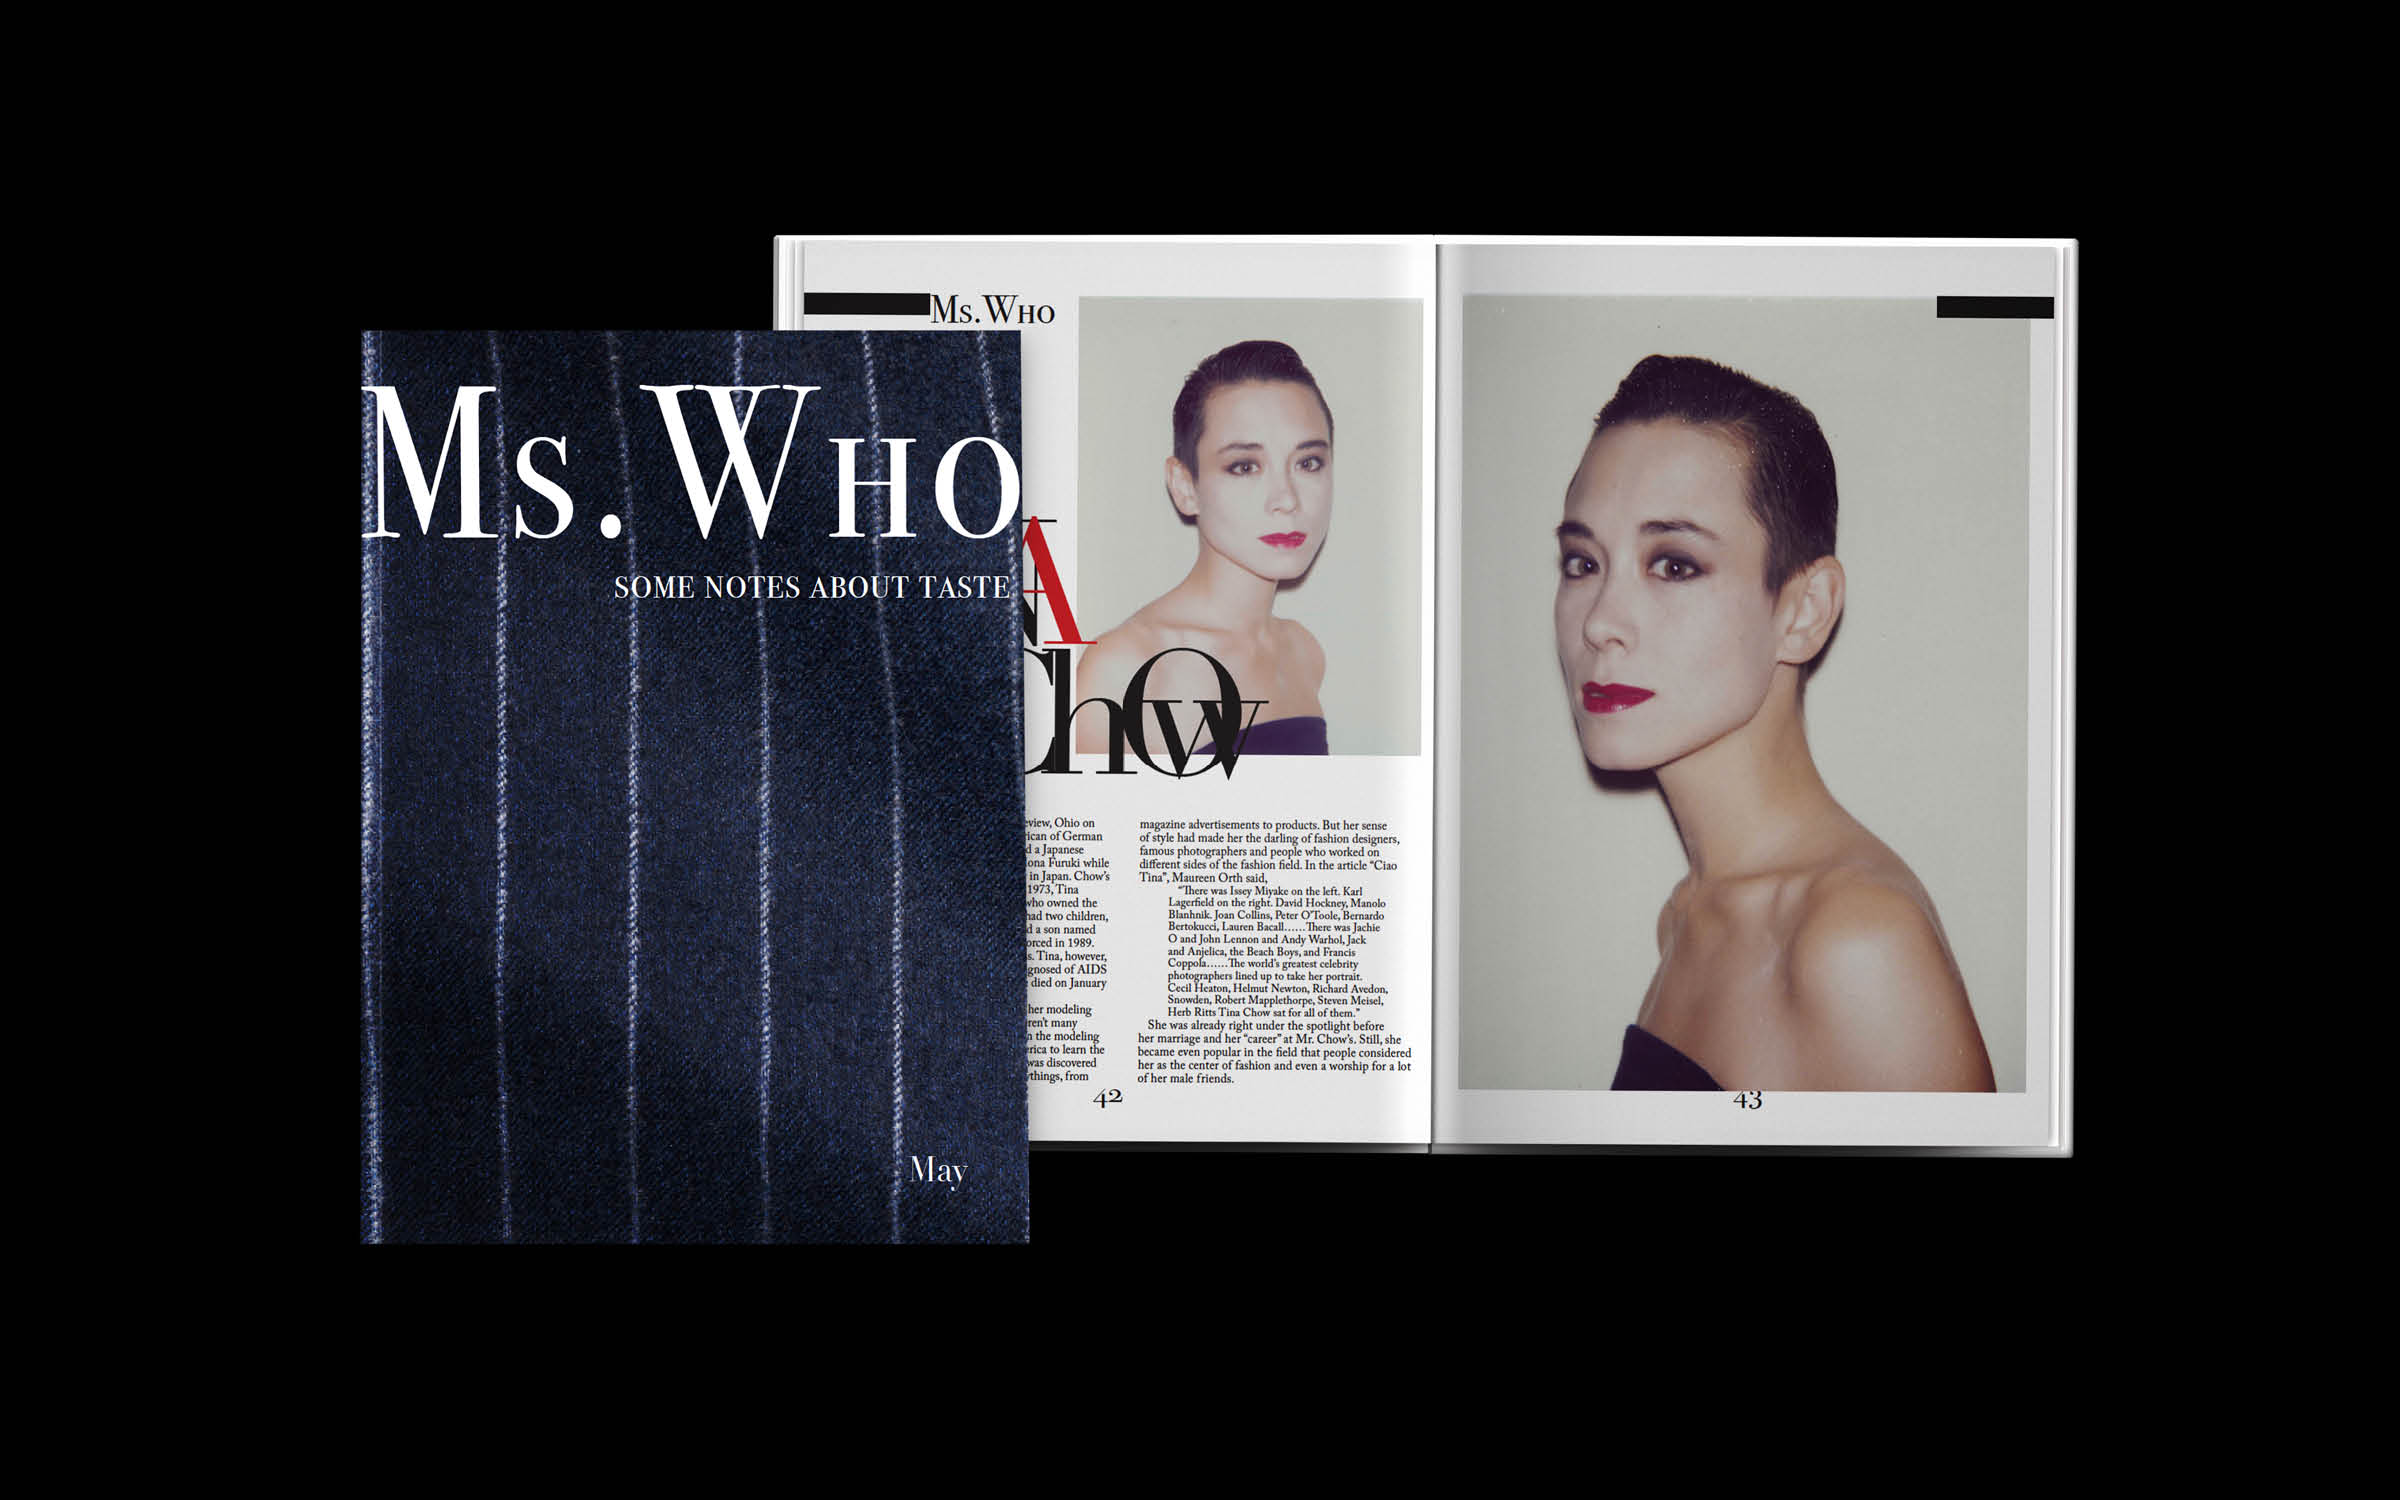 Ms. Who
SOME NOTES ABOUT TASTE
May
Ms. Who
A
Chow
eview, Ohio on
ican of German
d a Japanese
ona Furuki while
in Japan. Chow's
1973, Tina
who owned the
had two children,
d a son named
orced in 1989.
s. Tina, however,
gnosed of AIDS
died on January
her modeling
ren't many
n the modeling
erica to learn the
was discovered
ythings, from
magazine advertisements to products. But her sense
of style had made her the darling of fashion designers,
famous photographers and people who worked on
different sides of the fashion field. In the article “Ciao
Tina”, Maureen Orth said,
“There was Issey Miyake on the left. Karl
Lagerfield on the right. David Hockney, Manolo
Blanhnik. Joan Collins, Peter O'Toole, Bernardo
Bertokucci, Lauren Bacall……There was Jachie
O and John Lennon and Andy Warhol, Jack
and Anjelica, the Beach Boys, and Francis
Coppola……The world's greatest celebrity
photographers lined up to take her portrait.
Cecil Heaton, Helmut Newton, Richard Avedon,
Snowden, Robert Mapplethorpe, Steven Meisel,
Herb Ritts Tina Chow sat for all of them.”
She was already right under the spotlight before
her marriage and her “career” at Mr. Chow's. Still, she
became even popular in the field that people considered
her as the center of fashion and even a worship for a lot
of her male friends.
42
43